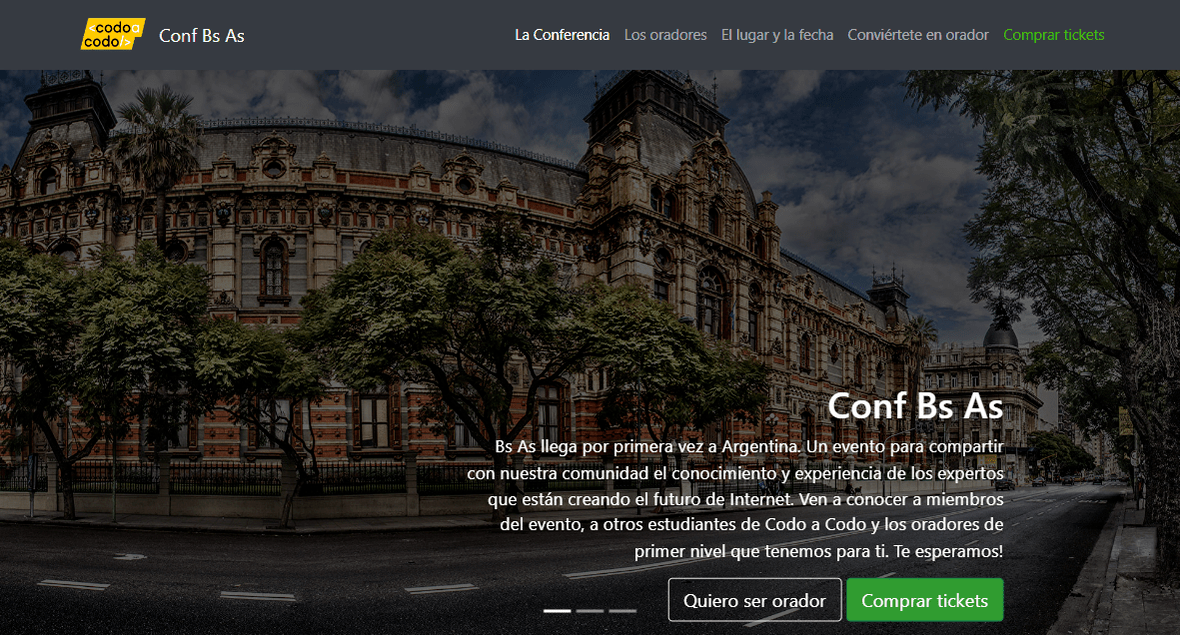 <codo a
codo/>
Conf Bs As
La Conferencia
Los oradores
El lugar y la fecha
Conviértete en orador
Comprar tickets
Conf Bs As
Bs As llega por primera vez a Argentina. Un evento para compartir
con nuestra comunidad el conocimiento y experiencia de los expertos
que están creando el futuro de Internet. Ven a conocer a miembros
del evento, a otros estudiantes de Codo a Codo y los oradores de
primer nivel que tenemos para ti. Te esperamos!
Quiero ser orador
Comprar tickets